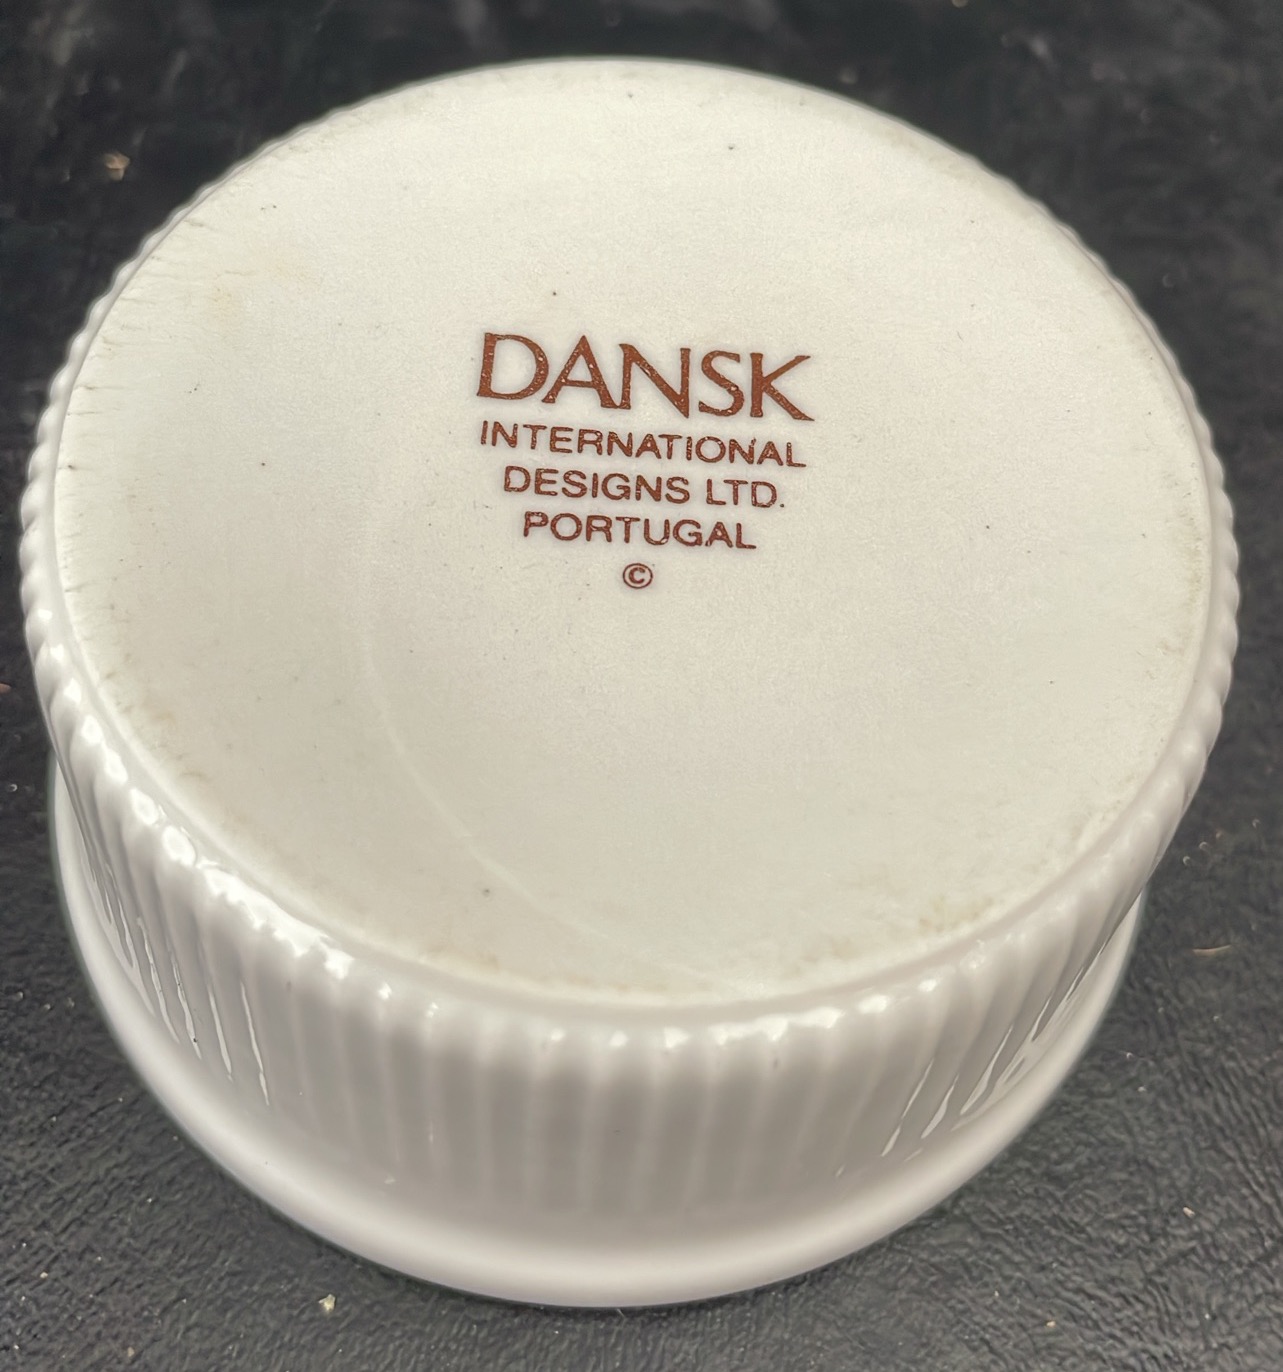 DANSK
INTERNATIONAL
DESIGNS LTD.
PORTUGAL
©